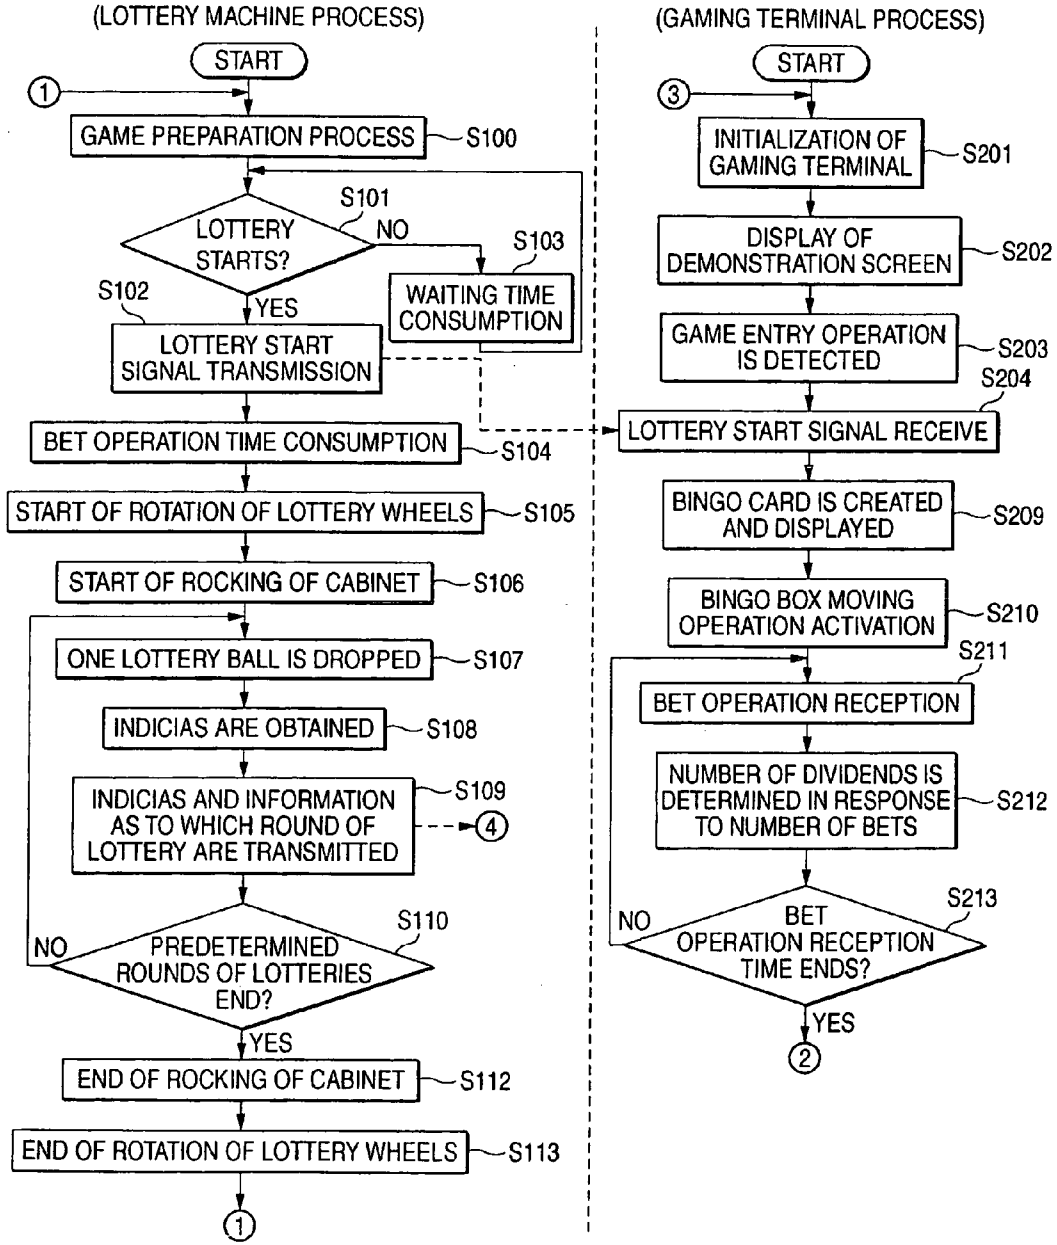 (LOTTERY MACHINE PROCESS)
START
1
GAME PREPARATION PROCESS
S100
LOTTERY
STARTS?
S101
NO
YES
S103
WAITING TIME
CONSUMPTION
S102
LOTTERY START
SIGNAL TRANSMISSION
BET OPERATION TIME CONSUMPTION
S104
START OF ROTATION OF LOTTERY WHEELS
S105
START OF ROCKING OF CABINET
S106
ONE LOTTERY BALL IS DROPPED
S107
INDICIAS ARE OBTAINED
S108
INDICIAS AND INFORMATION
AS TO WHICH ROUND OF
LOTTERY ARE TRANSMITTED
S109
4
PREDETERMINED
ROUNDS OF LOTTERIES
END?
S110
NO
YES
END OF ROCKING OF CABINET
S112
END OF ROTATION OF LOTTERY WHEELS
S113
1
(GAMING TERMINAL PROCESS)
START
3
INITIALIZATION OF
GAMING TERMINAL
S201
DISPLAY OF
DEMONSTRATION SCREEN
S202
GAME ENTRY OPERATION
IS DETECTED
S203
S204
LOTTERY START SIGNAL RECEIVE
BINGO CARD IS CREATED
AND DISPLAYED
S209
BINGO BOX MOVING
OPERATION ACTIVATION
S210
S211
BET OPERATION RECEPTION
NUMBER OF DIVIDENDS IS
DETERMINED IN RESPONSE
TO NUMBER OF BETS
S212
BET
OPERATION RECEPTION
TIME ENDS?
S213
NO
YES
2